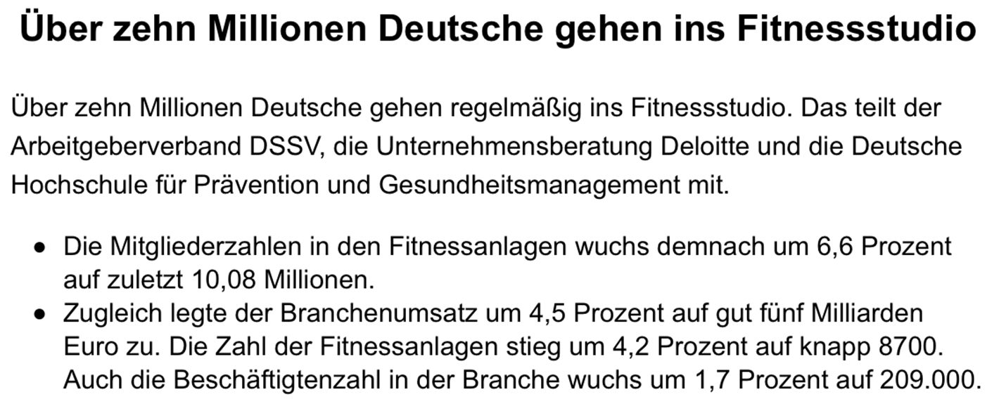 Über zehn Millionen Deutsche gehen ins Fitnessstudio
Über zehn Millionen Deutsche gehen regelmäßig ins Fitnessstudio. Das teilt der
Arbeitgeberverband DSSV, die Unternehmensberatung Deloitte und die Deutsche
Hochschule für Prävention und Gesundheitsmanagement mit.
● Die Mitgliederzahlen in den Fitnessanlagen wuchs demnach um 6,6 Prozent
auf zuletzt 10,08 Millionen.
● Zugleich legte der Branchenumsatz um 4,5 Prozent auf gut fünf Milliarden
Euro zu. Die Zahl der Fitnessanlagen stieg um 4,2 Prozent auf knapp 8700.
Auch die Beschäftigtenzahl in der Branche wuchs um 1,7 Prozent auf 209.000.